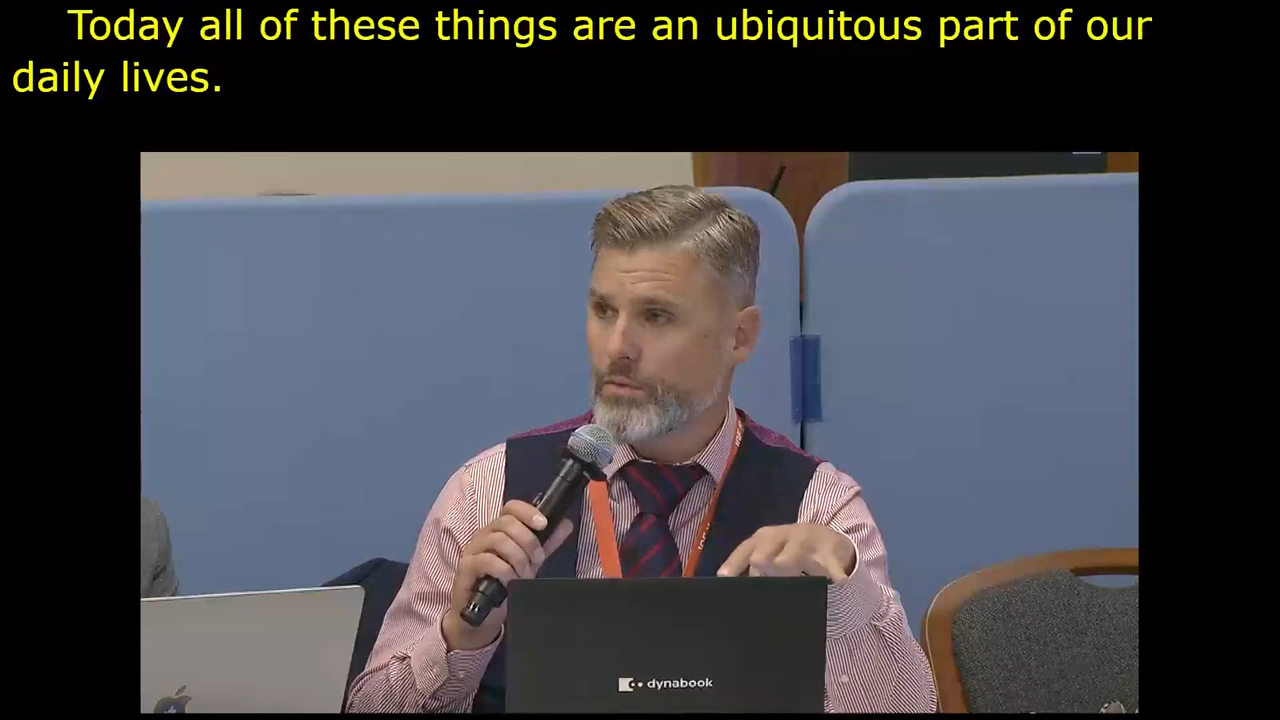 Today all of these things are an ubiquitous part of our
daily lives.
dynabook